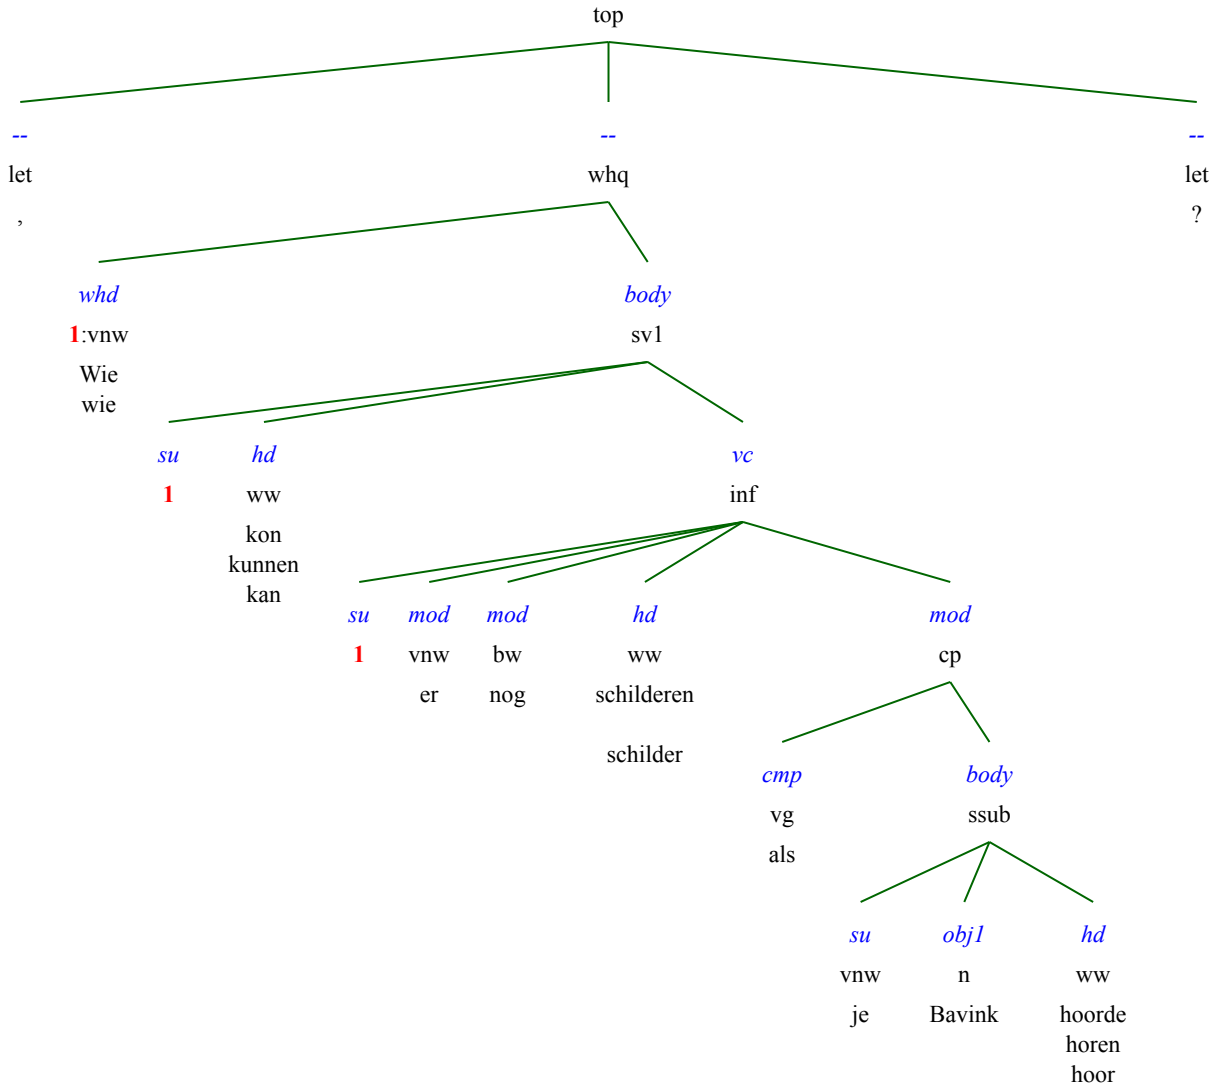 top
-- -- --
let whq let
, ?
whd body
1:vnw sv1
Wie
wie
su hd vc
1 ww inf
kon
kunnen
kan
su mod mod hd mod
1 vnw bw ww cp
er nog schilderen
schilder
cmp body
vg ssub
als
su obj1 hd
vnw n ww
je Bavink hoorde
horen
hoor